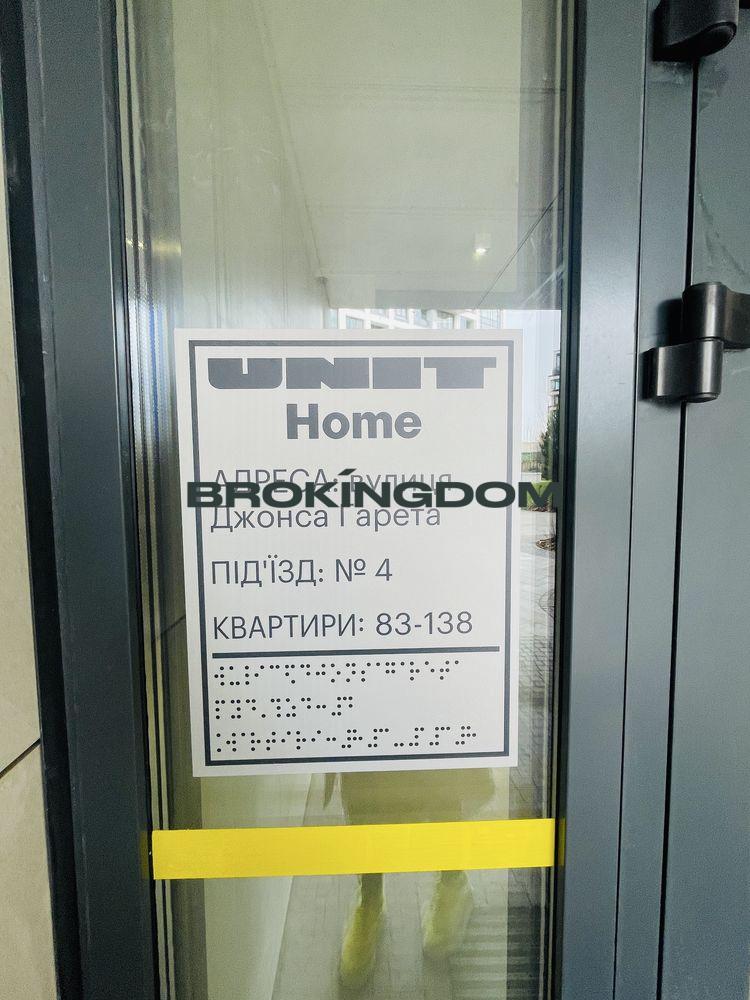 UNIT
Home
АДРЕСА: вулиця
BROKINGDOM
Джонса Гарета
ПІД'ЇЗД: № 4
КВАРТИРИ: 83-138